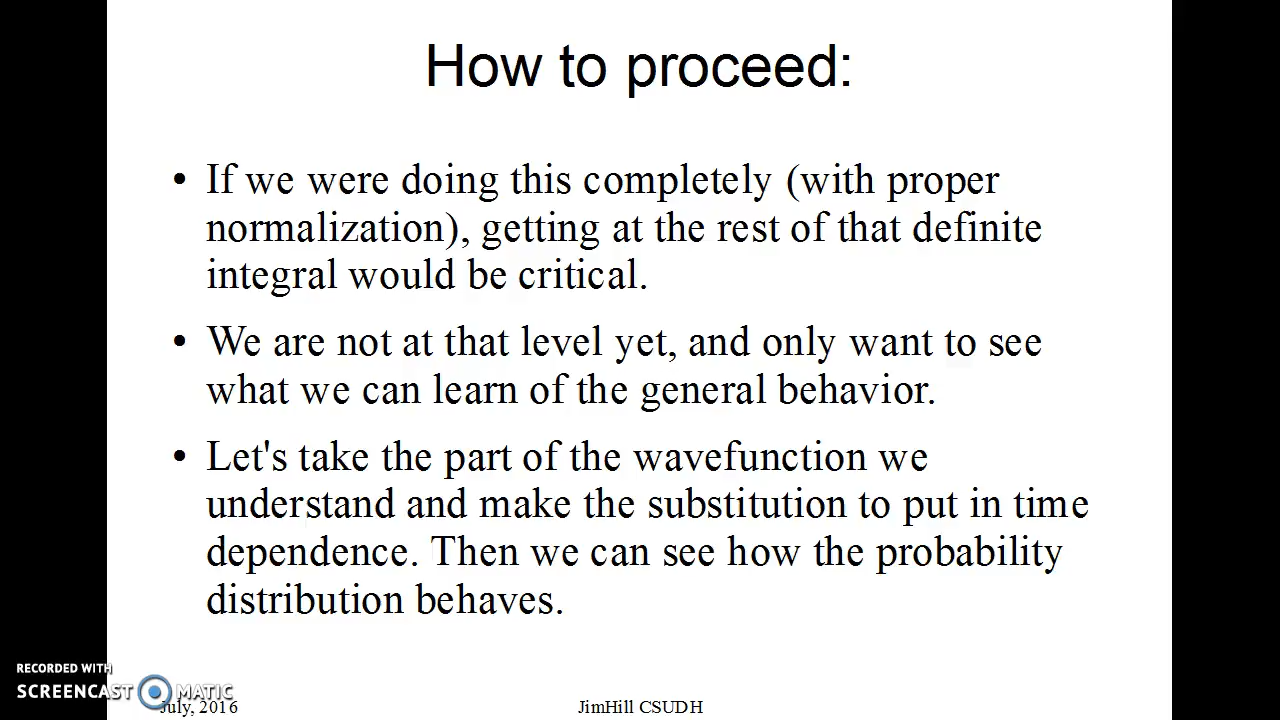 How to proceed:
• If we were doing this completely (with proper
normalization), getting at the rest of that definite
integral would be critical.
• We are not at that level yet, and only want to see
what we can learn of the general behavior.
• Let's take the part of the wavefunction we
understand and make the substitution to put in time
dependence. Then we can see how the probability
distribution behaves.
RECORDED WITH
SCREENCAST MATIC
July, 2016
JimHill CSUDH